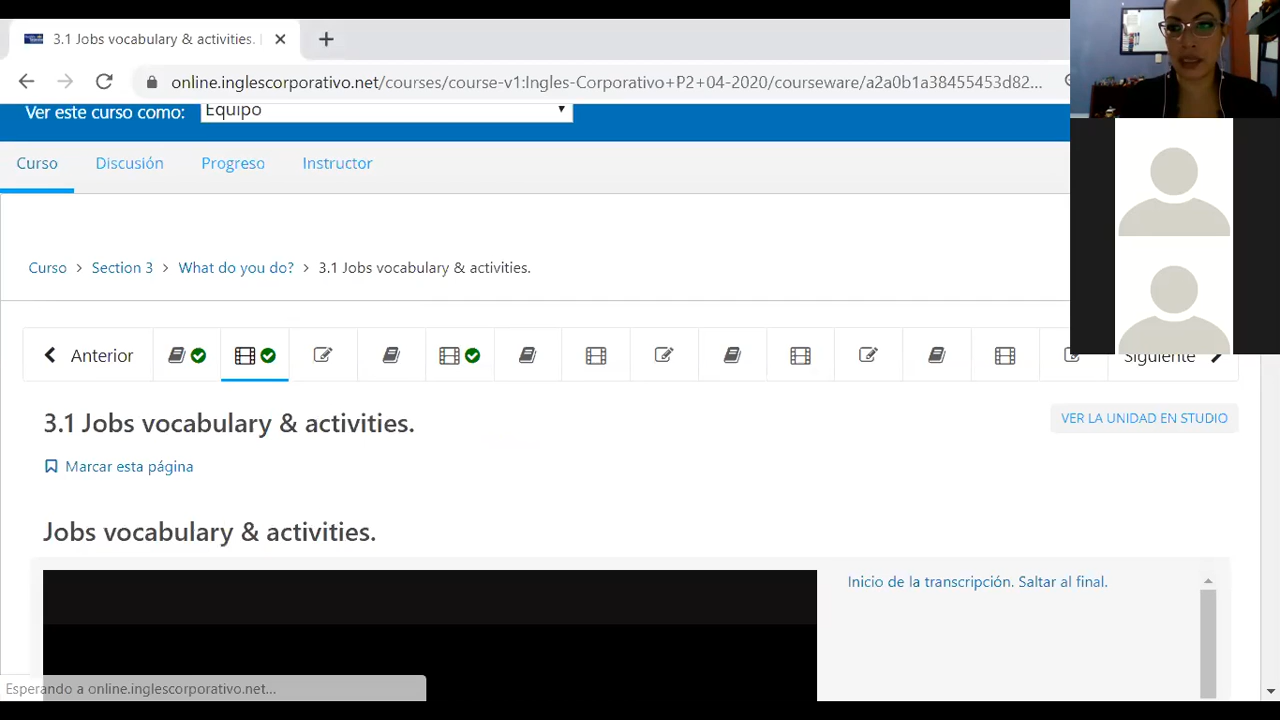 3.1 Jobs vocabulary & activities.
online.inglescorporativo.net/courses/course-v1:Ingles-Corporativo+P2+04-2020/courseware/a2a0b1a38455453d82...
Ver este curso como:
Equipo
Curso
Discusión
Progreso
Instructor
Curso > Section 3 > What do you do? > 3.1 Jobs vocabulary & activities.
Anterior
Siguiente
3.1 Jobs vocabulary & activities.
VER LA UNIDAD EN STUDIO
Marcar esta página
Jobs vocabulary & activities.
Inicio de la transcripción. Saltar al final.
Esperando a online.inglescorporativo.net...